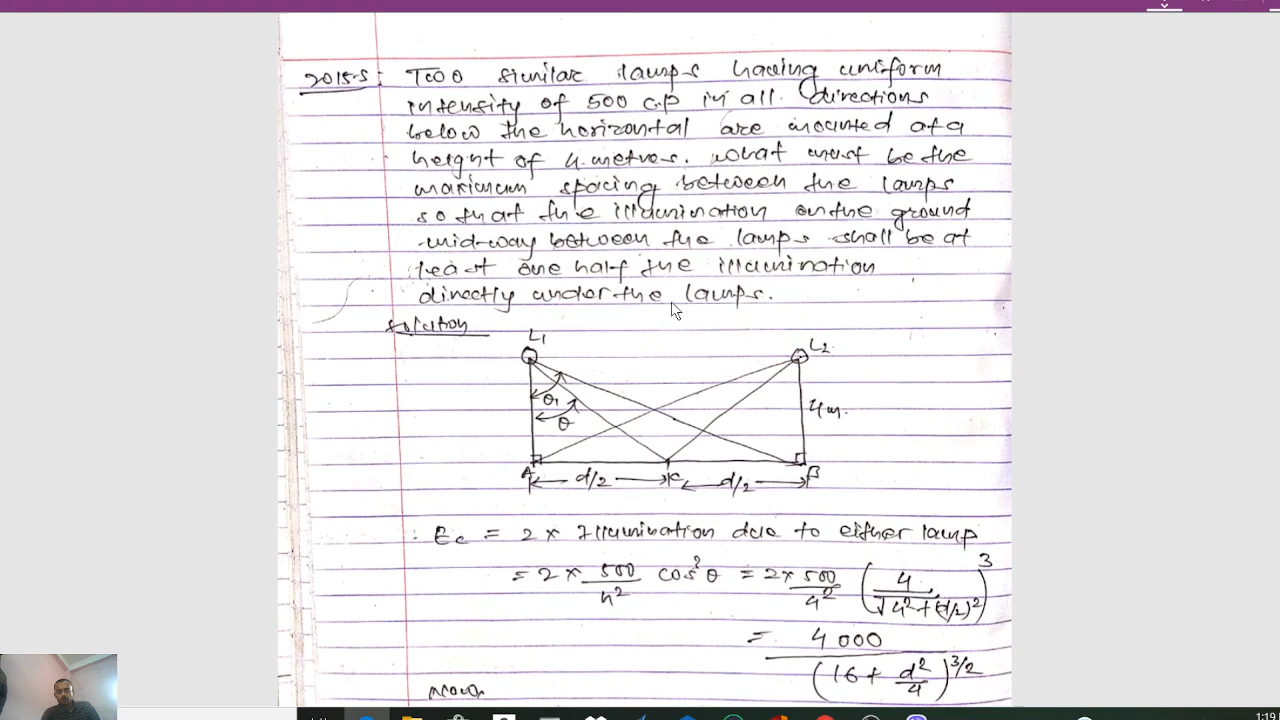 2015.S: Two similar lamps having uniform
intensity of 500 c.p in all directions
below the horizontal are mounted at a
height of 4 metres. what must be the
maximum spacing between the lamps
so that the illumination on the ground
mid-way between the lamps shall be at
least one half the illumination
directly under the lamps.
solution
L1 L2
θ1
θ
4m.
A d/2 C d/2 B
∴ Ec = 2 × Illumination due to either lamp
= 2 × 500/h² cos³θ = 2 × 500/4² (4/√4²+(d/2)²)³
= 4000/(16 + d²/4)^3/2
1:19